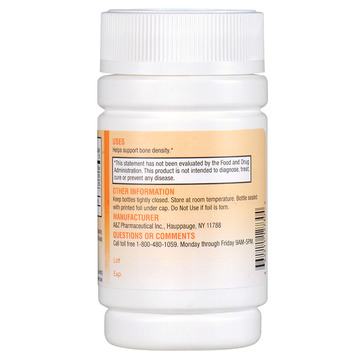 USES
Helps support bone density.*
*This statement has not been evaluated by the Food and Drug
Administration. This product is not intended to diagnose, treat,
cure or prevent any disease.
OTHER INFORMATION
Keep bottles tightly closed. Store at room temperature. Bottle sealed
with printed foil under cap. Do Not Use if foil is torn.
MANUFACTURER
A&Z Pharmaceutical Inc., Hauppauge, NY 11788
QUESTIONS OR COMMENTS
Call toll free 1-800-480-1059. Monday through Friday 9AM-5PM.
Lot
Exp.